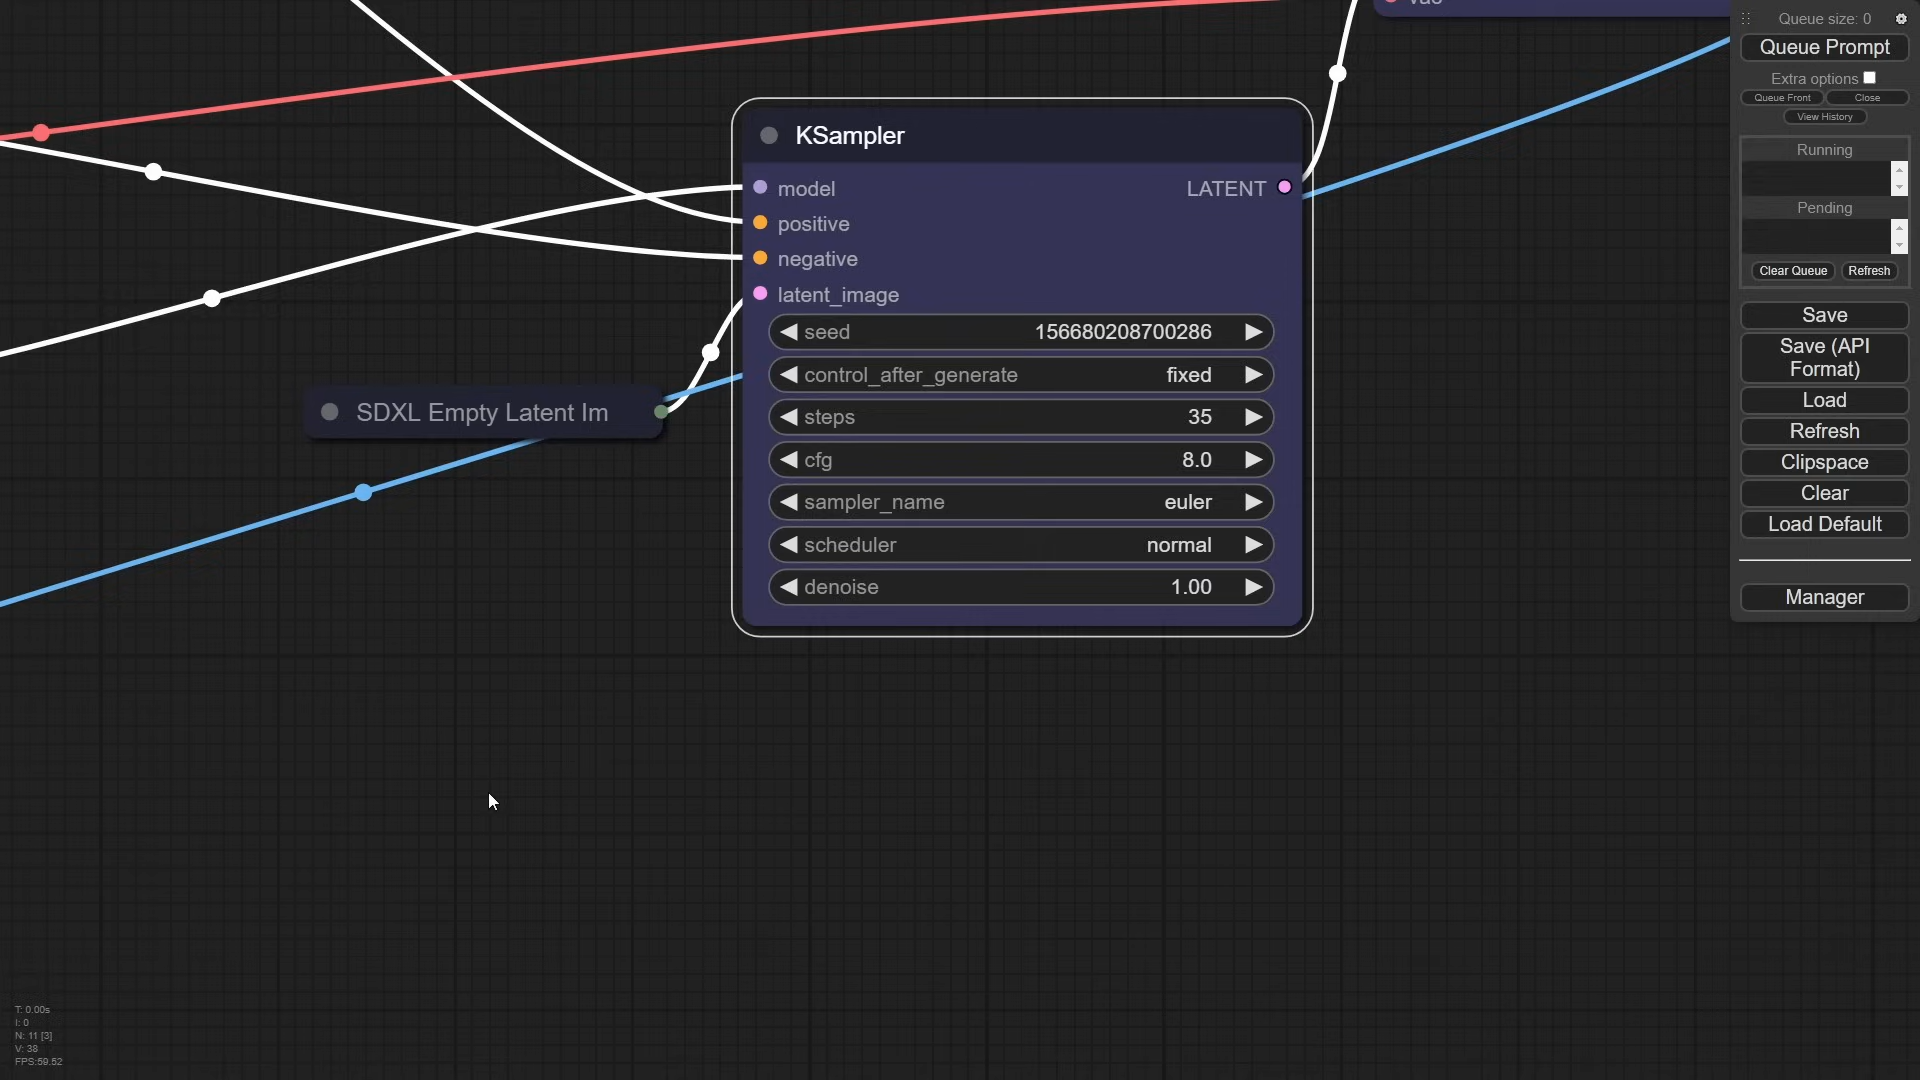 vae
Queue size: 0
Queue Prompt
Extra options
Queue Front
Close
View History
Running
Pending
Clear Queue
Refresh
Save
Save (API
Format)
Load
Refresh
Clipspace
Clear
Load Default
Manager
KSampler
model
LATENT
positive
negative
latent_image
seed 156680208700286
control_after_generate fixed
steps 35
cfg 8.0
sampler_name euler
scheduler normal
denoise 1.00
SDXL Empty Latent Im
T: 0.00s
I: 0
N: 11 [3]
V: 38
FPS:59.52